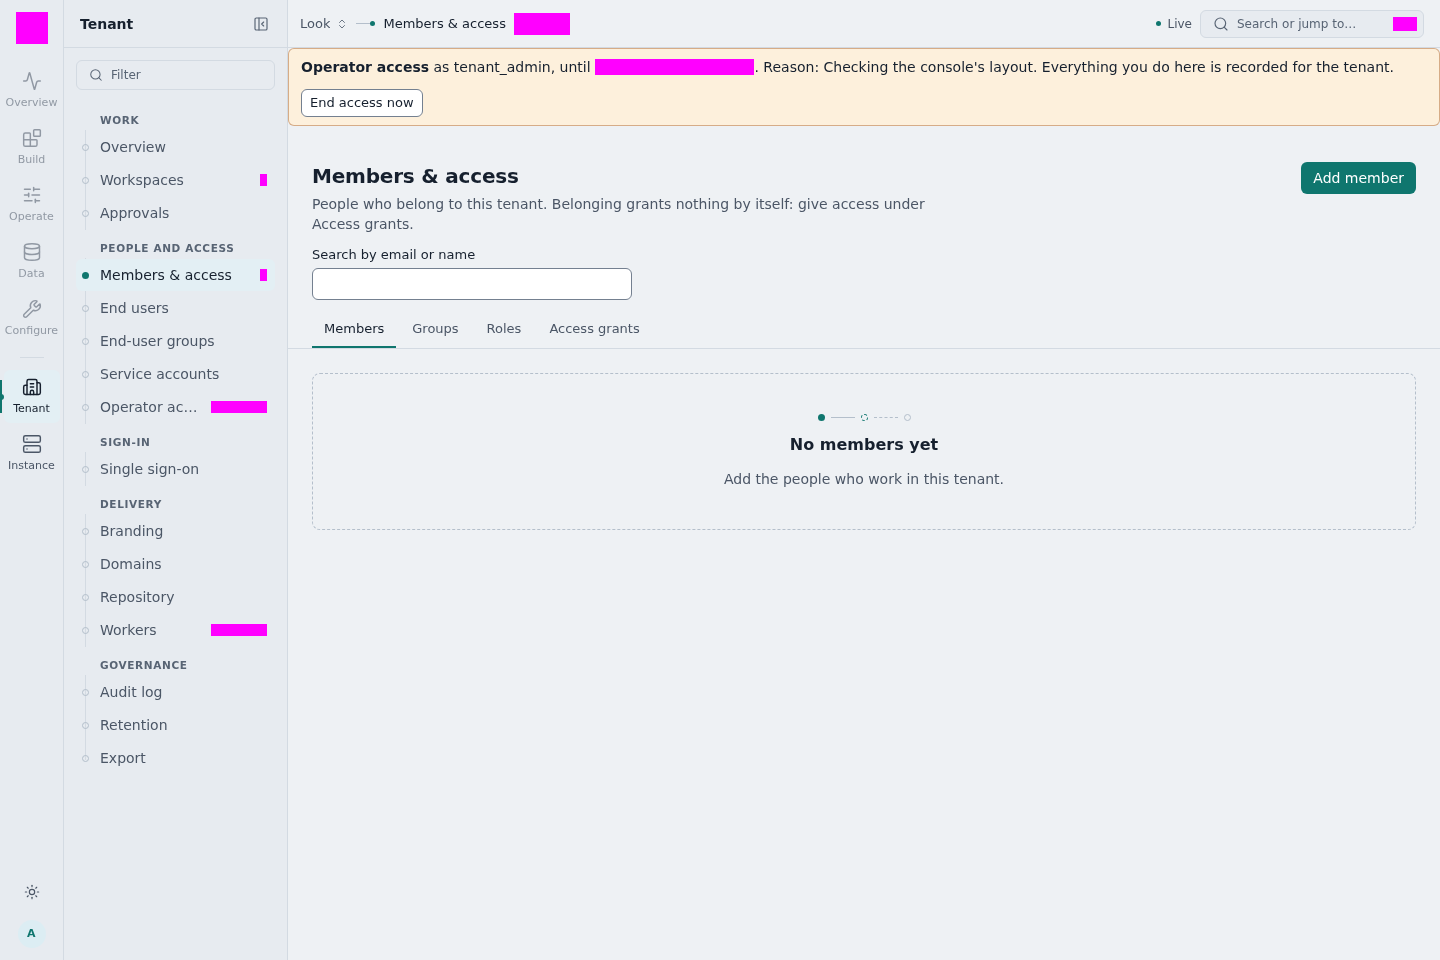 Overview
Build
Operate
Data
Configure
Tenant
Instance
A
Tenant
Filter
WORK
Overview
Workspaces
Approvals
PEOPLE AND ACCESS
Members & access
End users
End-user groups
Service accounts
Operator ac…
SIGN-IN
Single sign-on
DELIVERY
Branding
Domains
Repository
Workers
GOVERNANCE
Audit log
Retention
Export
Look Members & access
Live
Search or jump to…
Operator access as tenant_admin, until . Reason: Checking the console's layout. Everything you do here is recorded for the tenant.
End access now
Members & access
Add member
People who belong to this tenant. Belonging grants nothing by itself: give access under
Access grants.
Search by email or name
Members Groups Roles Access grants
No members yet
Add the people who work in this tenant.